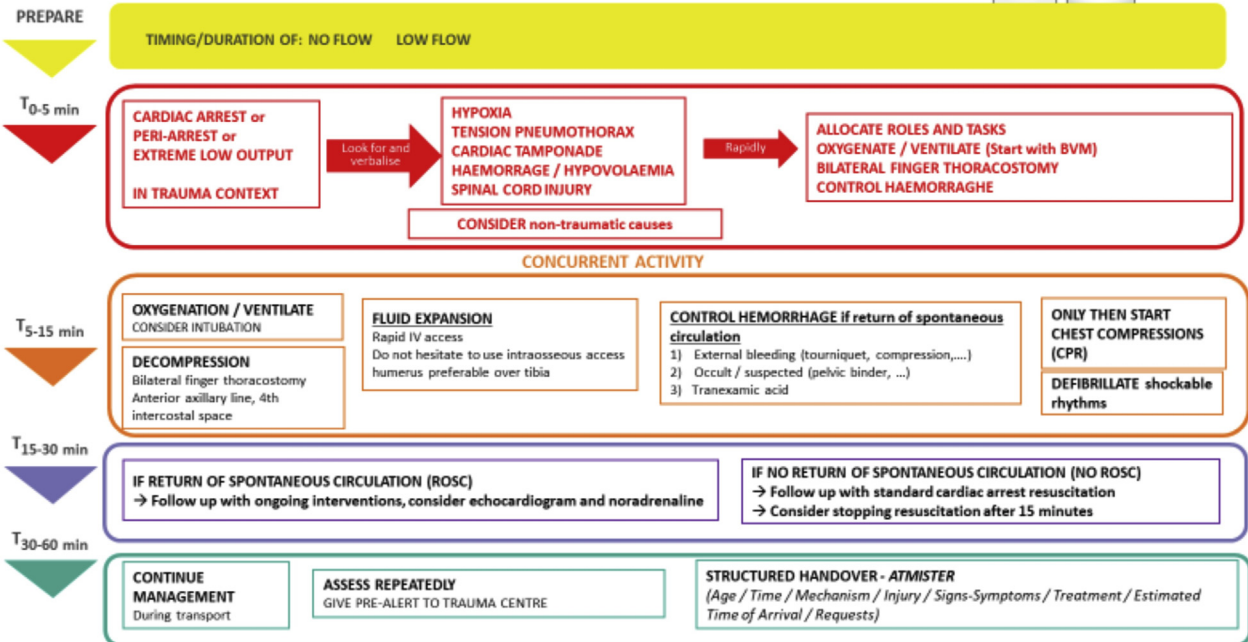 PREPARE
TIMING/DURATION OF: NO FLOW LOW FLOW
T0-5 min
CARDIAC ARREST or
PERI-ARREST or
EXTREME LOW OUTPUT
IN TRAUMA CONTEXT
Look for and
verbalise
HYPOXIA
TENSION PNEUMOTHORAX
CARDIAC TAMPONADE
HAEMORRAGE / HYPOVOLAEMIA
SPINAL CORD INJURY
CONSIDER non-traumatic causes
Rapidly
ALLOCATE ROLES AND TASKS
OXYGENATE / VENTILATE (Start with BVM)
BILATERAL FINGER THORACOSTOMY
CONTROL HAEMORRAGHE
CONCURRENT ACTIVITY
T5-15 min
OXYGENATION / VENTILATE
CONSIDER INTUBATION
DECOMPRESSION
Bilateral finger thoracostomy
Anterior axillary line, 4th
intercostal space
FLUID EXPANSION
Rapid IV access
Do not hesitate to use intraosseous access
humerus preferable over tibia
CONTROL HEMORRHAGE if return of spontaneous
circulation
1) External bleeding (tourniquet, compression,....)
2) Occult / suspected (pelvic binder, ...)
3) Tranexamic acid
ONLY THEN START
CHEST COMPRESSIONS
(CPR)
DEFIBRILLATE shockable
rhythms
T15-30 min
IF RETURN OF SPONTANEOUS CIRCULATION (ROSC)
→ Follow up with ongoing interventions, consider echocardiogram and noradrenaline
IF NO RETURN OF SPONTANEOUS CIRCULATION (NO ROSC)
→ Follow up with standard cardiac arrest resuscitation
→ Consider stopping resuscitation after 15 minutes
T30-60 min
CONTINUE
MANAGEMENT
During transport
ASSESS REPEATEDLY
GIVE PRE-ALERT TO TRAUMA CENTRE
STRUCTURED HANDOVER - ATMISTER
(Age / Time / Mechanism / Injury / Signs-Symptoms / Treatment / Estimated
Time of Arrival / Requests)